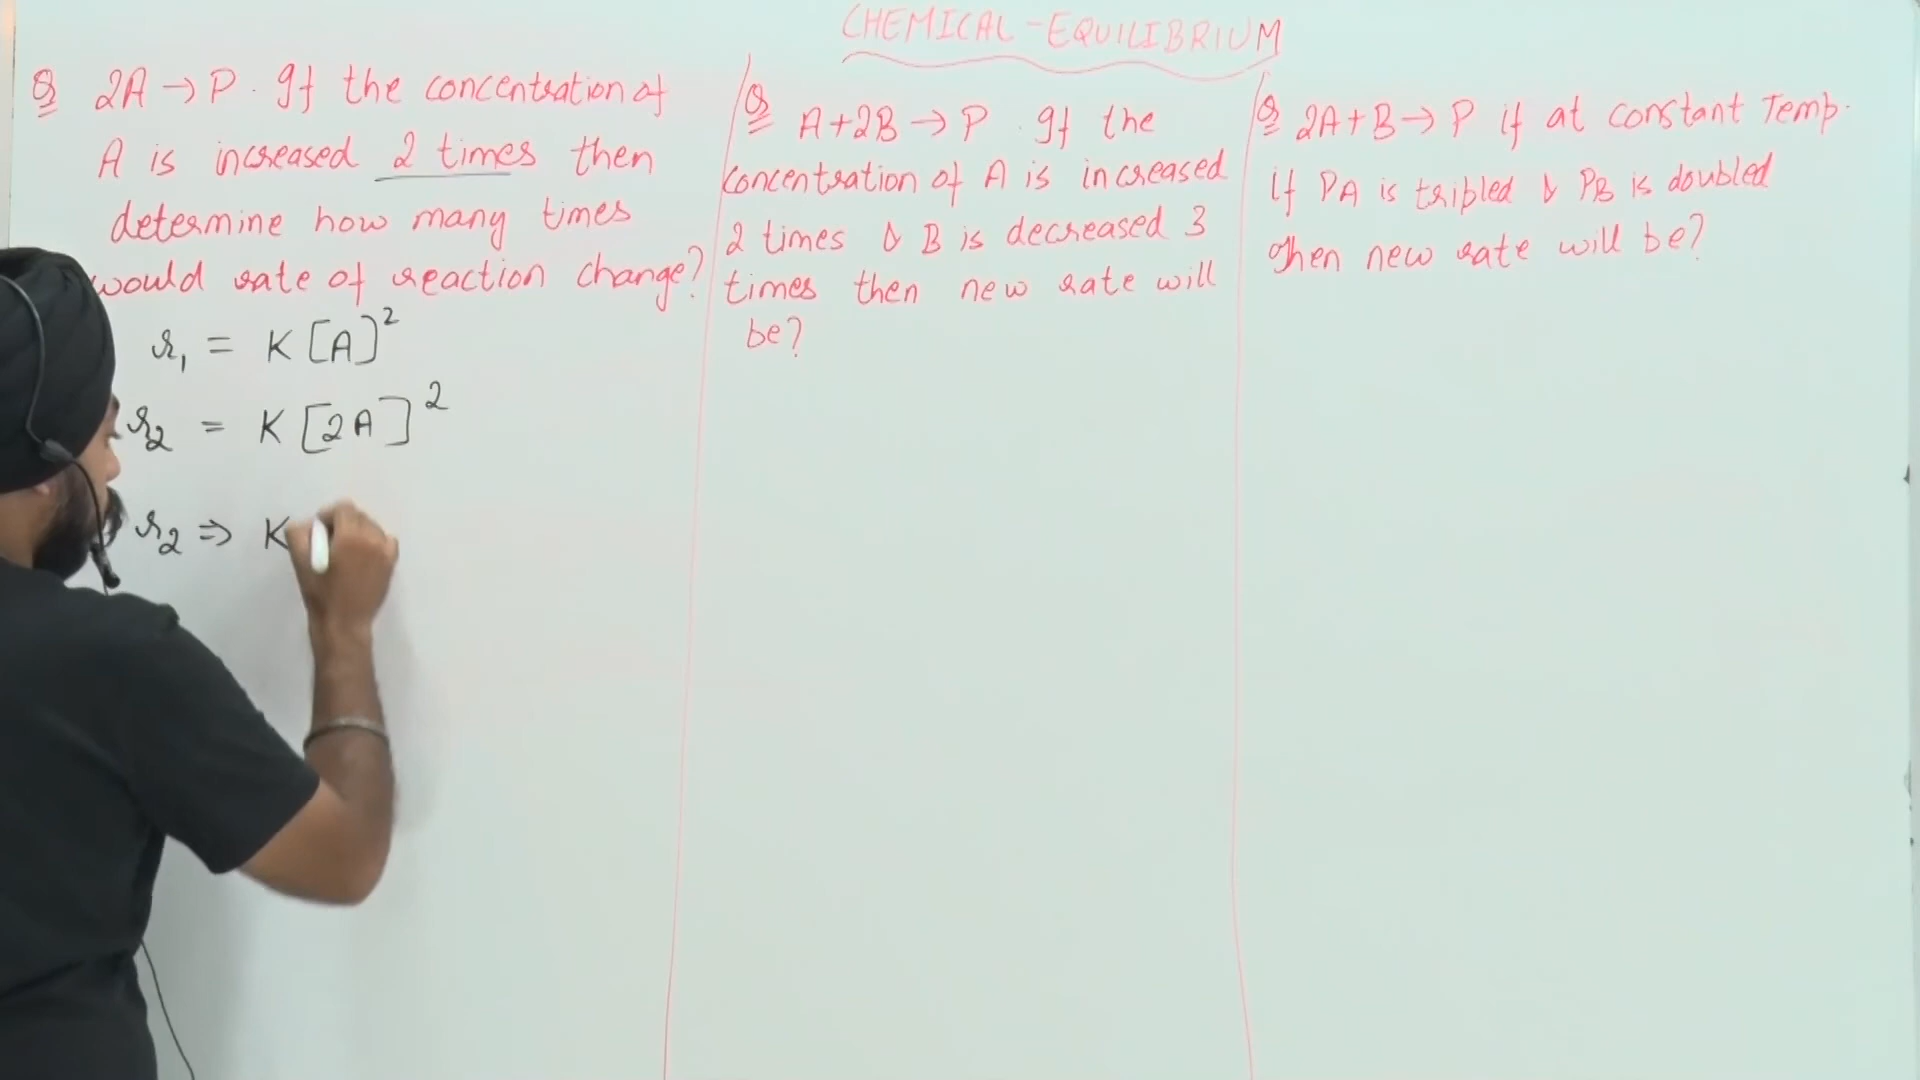 CHEMICAL-EQUILIBRIUM
Q 2A → P. If the concentration of
A is increased 2 times then
determine how many times
would rate of reaction change?
r₁ = K[A]²
r₂ = K[2A]²
r₂ ⇒ K
Q A+2B → P. If the
concentration of A is increased
2 times & B is decreased 3
times then new rate will
be?
Q 2A+B → P if at constant Temp.
if PA is tribled & PB is doubled
then new rate will be?